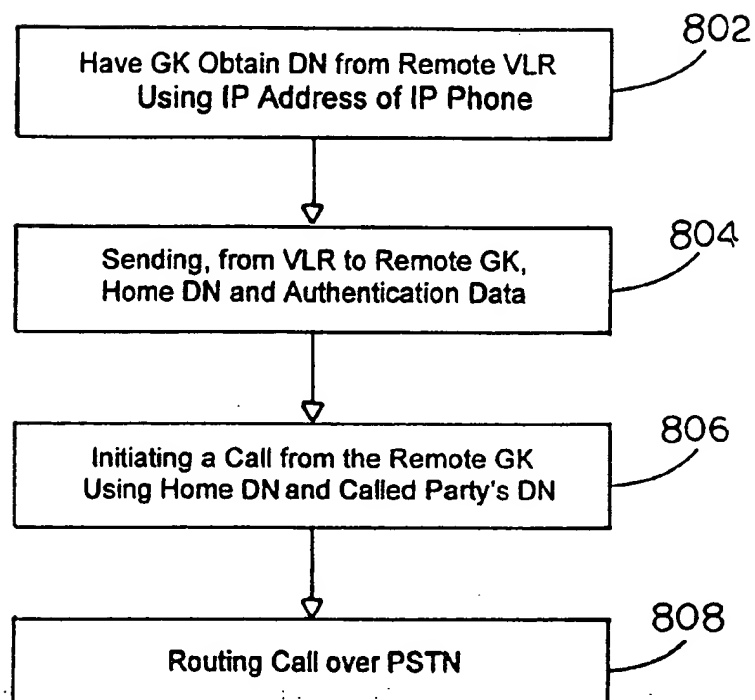 802
Have GK Obtain DN from Remote VLR
Using IP Address of IP Phone
804
Sending, from VLR to Remote GK,
Home DN and Authentication Data
806
Initiating a Call from the Remote GK
Using Home DN and Called Party's DN
808
Routing Call over PSTN